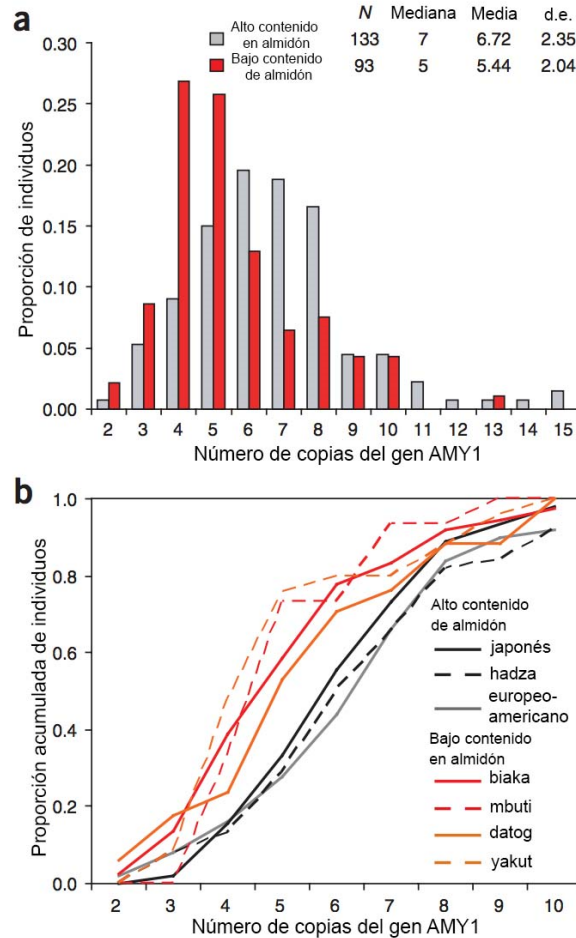 a
N Mediana Media d.e.
Alto contenido
en almidón
133 7 6.72 2.35
Bajo contenido
de almidón
93 5 5.44 2.04
Proporción de individuos
0.30
0.25
0.20
0.15
0.10
0.05
0.00
2 3 4 5 6 7 8 9 10 11 12 13 14 15
Número de copias del gen AMY1
b
Proporción acumulada de individuos
1.0
0.8
0.6
0.4
0.2
0.0
Alto contenido
de almidón
japonés
hadza
europeo-
americano
Bajo contenido
en almidón
biaka
mbuti
datog
yakut
2 3 4 5 6 7 8 9 10
Número de copias del gen AMY1